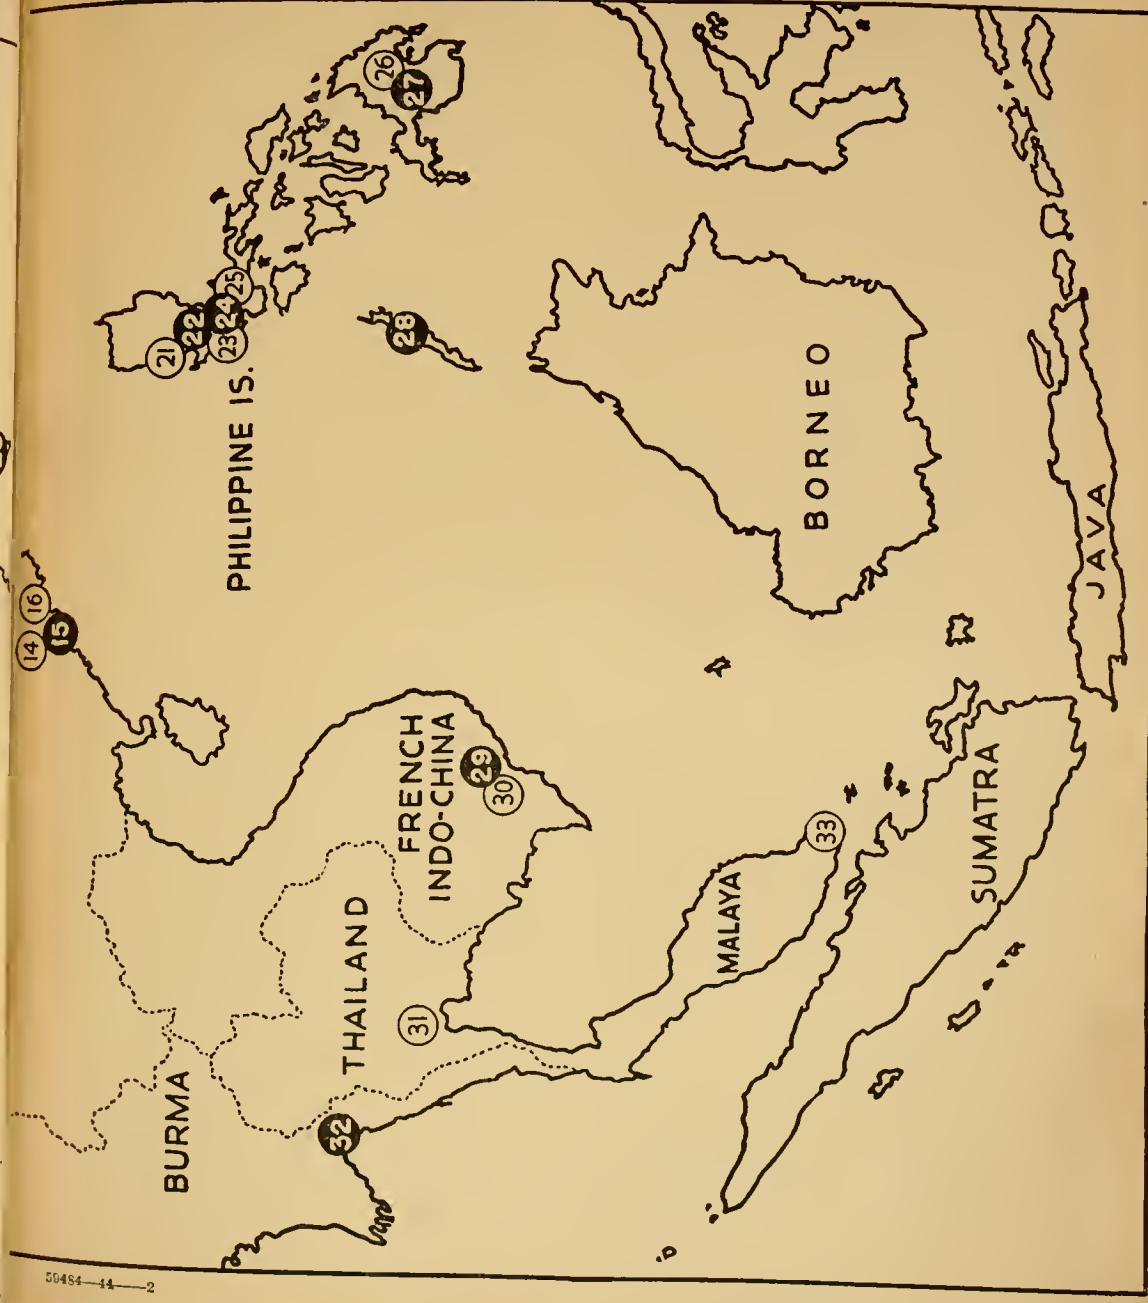 14
16
15
21
22
23
24
25
26
27
PHILIPPINE IS.
28
BURMA
THAILAND
FRENCH
INDO-CHINA
29
30
31
32
MALAYA
33
BORNEO
SUMATRA
JAVA
59484—44——2